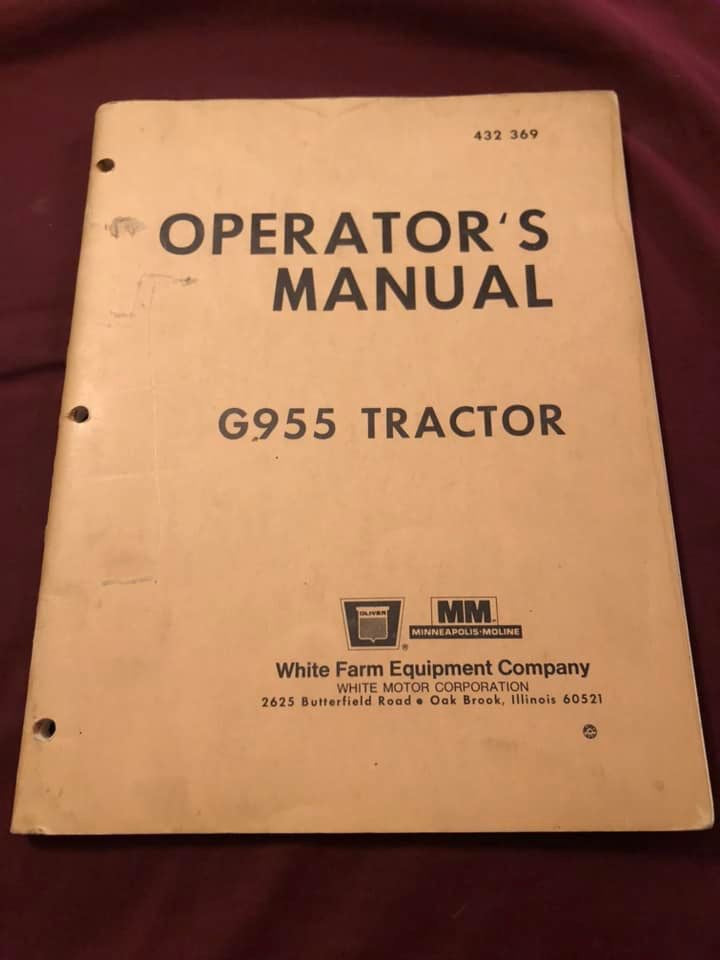 432 369
OPERATOR'S
MANUAL
G955 TRACTOR
OLIVER
®
MM
MINNEAPOLIS-MOLINE
White Farm Equipment Company
WHITE MOTOR CORPORATION
2625 Butterfield Road • Oak Brook, Illinois 60521